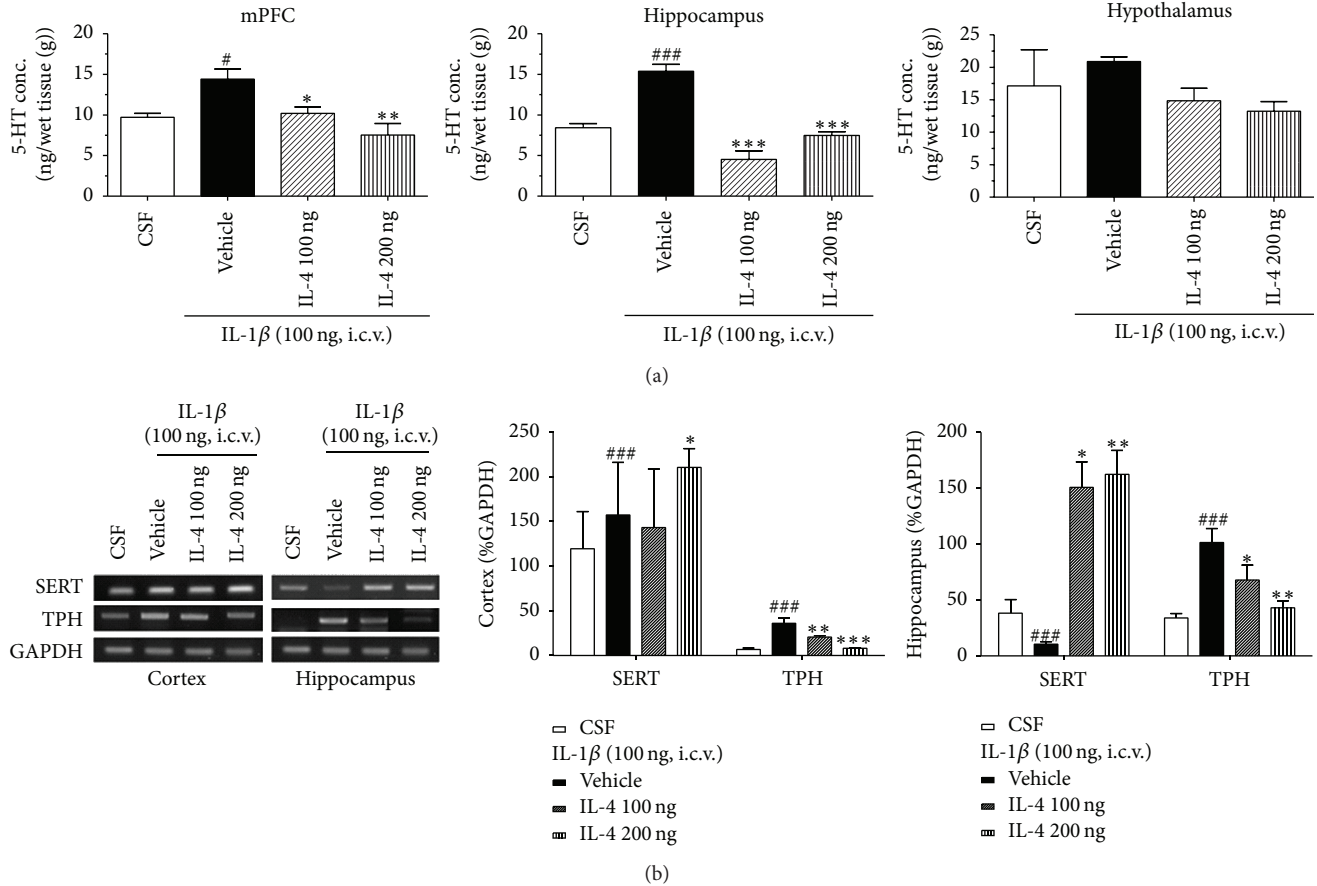 mPFC
5-HT conc.
(ng/wet tissue (g))
20
15
10
5
0
#
*
**
CSF
Vehicle
IL-4 100 ng
IL-4 200 ng
IL-1β (100 ng, i.c.v.)
Hippocampus
5-HT conc.
(ng/wet tissue (g))
20
15
10
5
0
###
***
***
CSF
Vehicle
IL-4 100 ng
IL-4 200 ng
IL-1β (100 ng, i.c.v.)
Hypothalamus
5-HT conc.
(ng/wet tissue (g))
25
20
15
10
5
0
CSF
Vehicle
IL-4 100 ng
IL-4 200 ng
IL-1β (100 ng, i.c.v.)
(a)
IL-1β
(100 ng, i.c.v.)
IL-1β
(100 ng, i.c.v.)
CSF
Vehicle
IL-4 100 ng
IL-4 200 ng
CSF
Vehicle
IL-4 100 ng
IL-4 200 ng
SERT
TPH
GAPDH
Cortex
Hippocampus
Cortex (%GAPDH)
250
200
150
100
50
0
###
*
###
**
***
SERT
TPH
CSF
IL-1β (100 ng, i.c.v.)
Vehicle
IL-4 100 ng
IL-4 200 ng
Hippocampus (%GAPDH)
200
150
100
50
0
###
*
**
###
*
**
SERT
TPH
CSF
IL-1β (100 ng, i.c.v.)
Vehicle
IL-4 100 ng
IL-4 200 ng
(b)